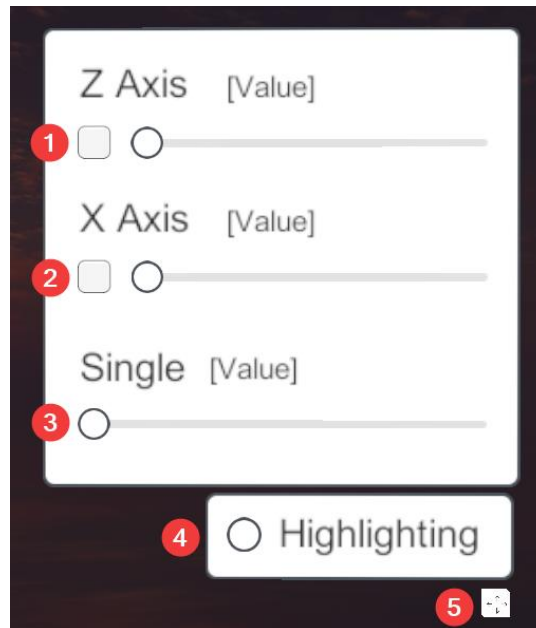 Z Axis [Value]
1
X Axis [Value]
2
Single [Value]
3
4 Highlighting
5